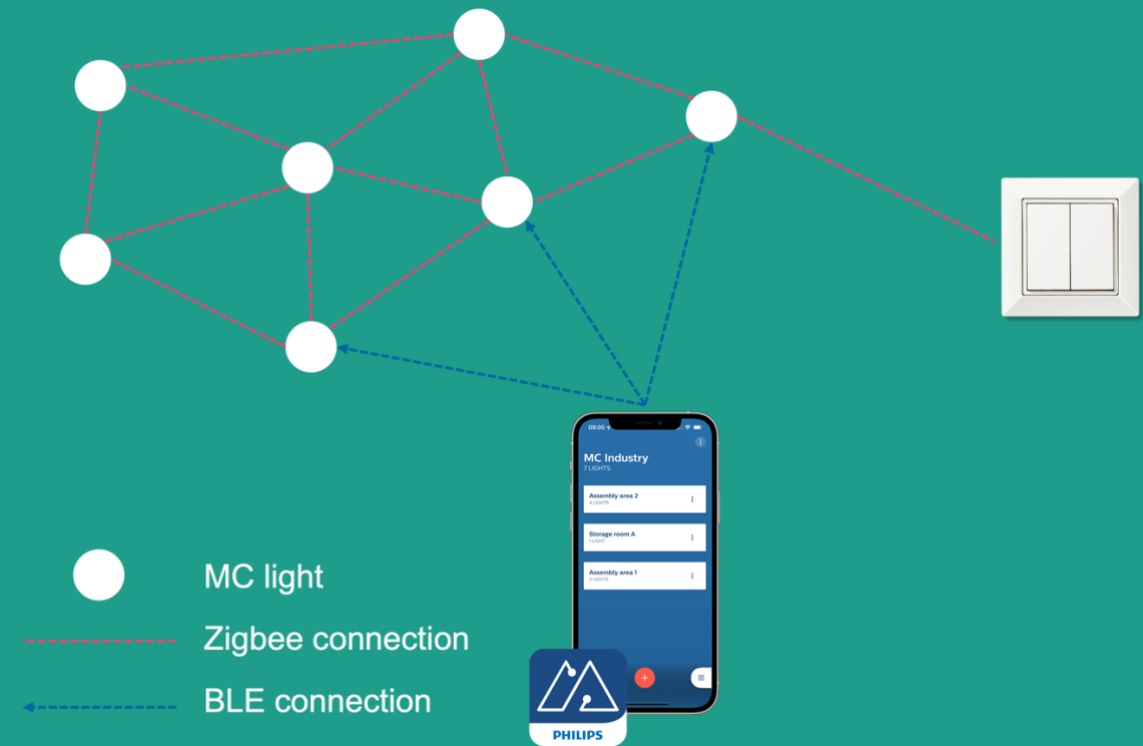 09:05
MC Industry
7 LIGHTS
Assembly area 2
4 LIGHTS
Storage room A
1 LIGHT
Assembly area 1
2 LIGHTS
MC light
Zigbee connection
BLE connection
PHILIPS